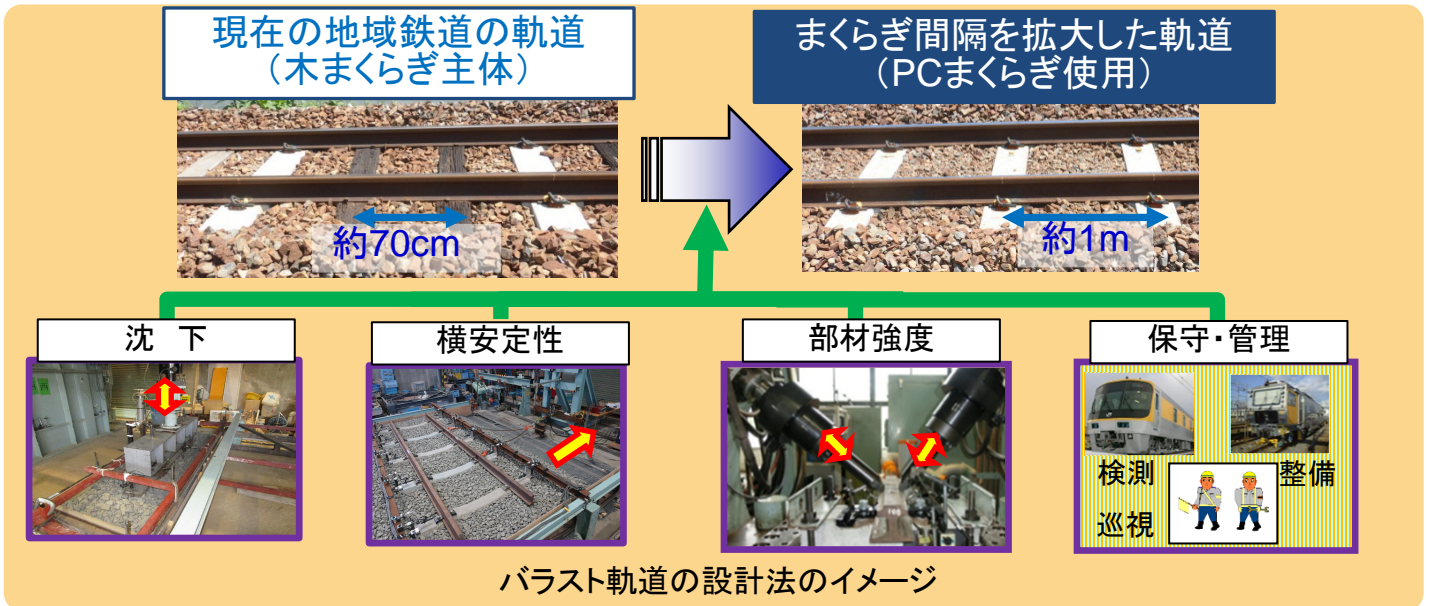 現在の地域鉄道の軌道
（木まくらぎ主体）
まくらぎ間隔を拡大した軌道
（PCまくらぎ使用）
約70cm
約1m
沈　下
横安定性
部材強度
保守・管理
検測
整備
巡視
バラスト軌道の設計法のイメージ